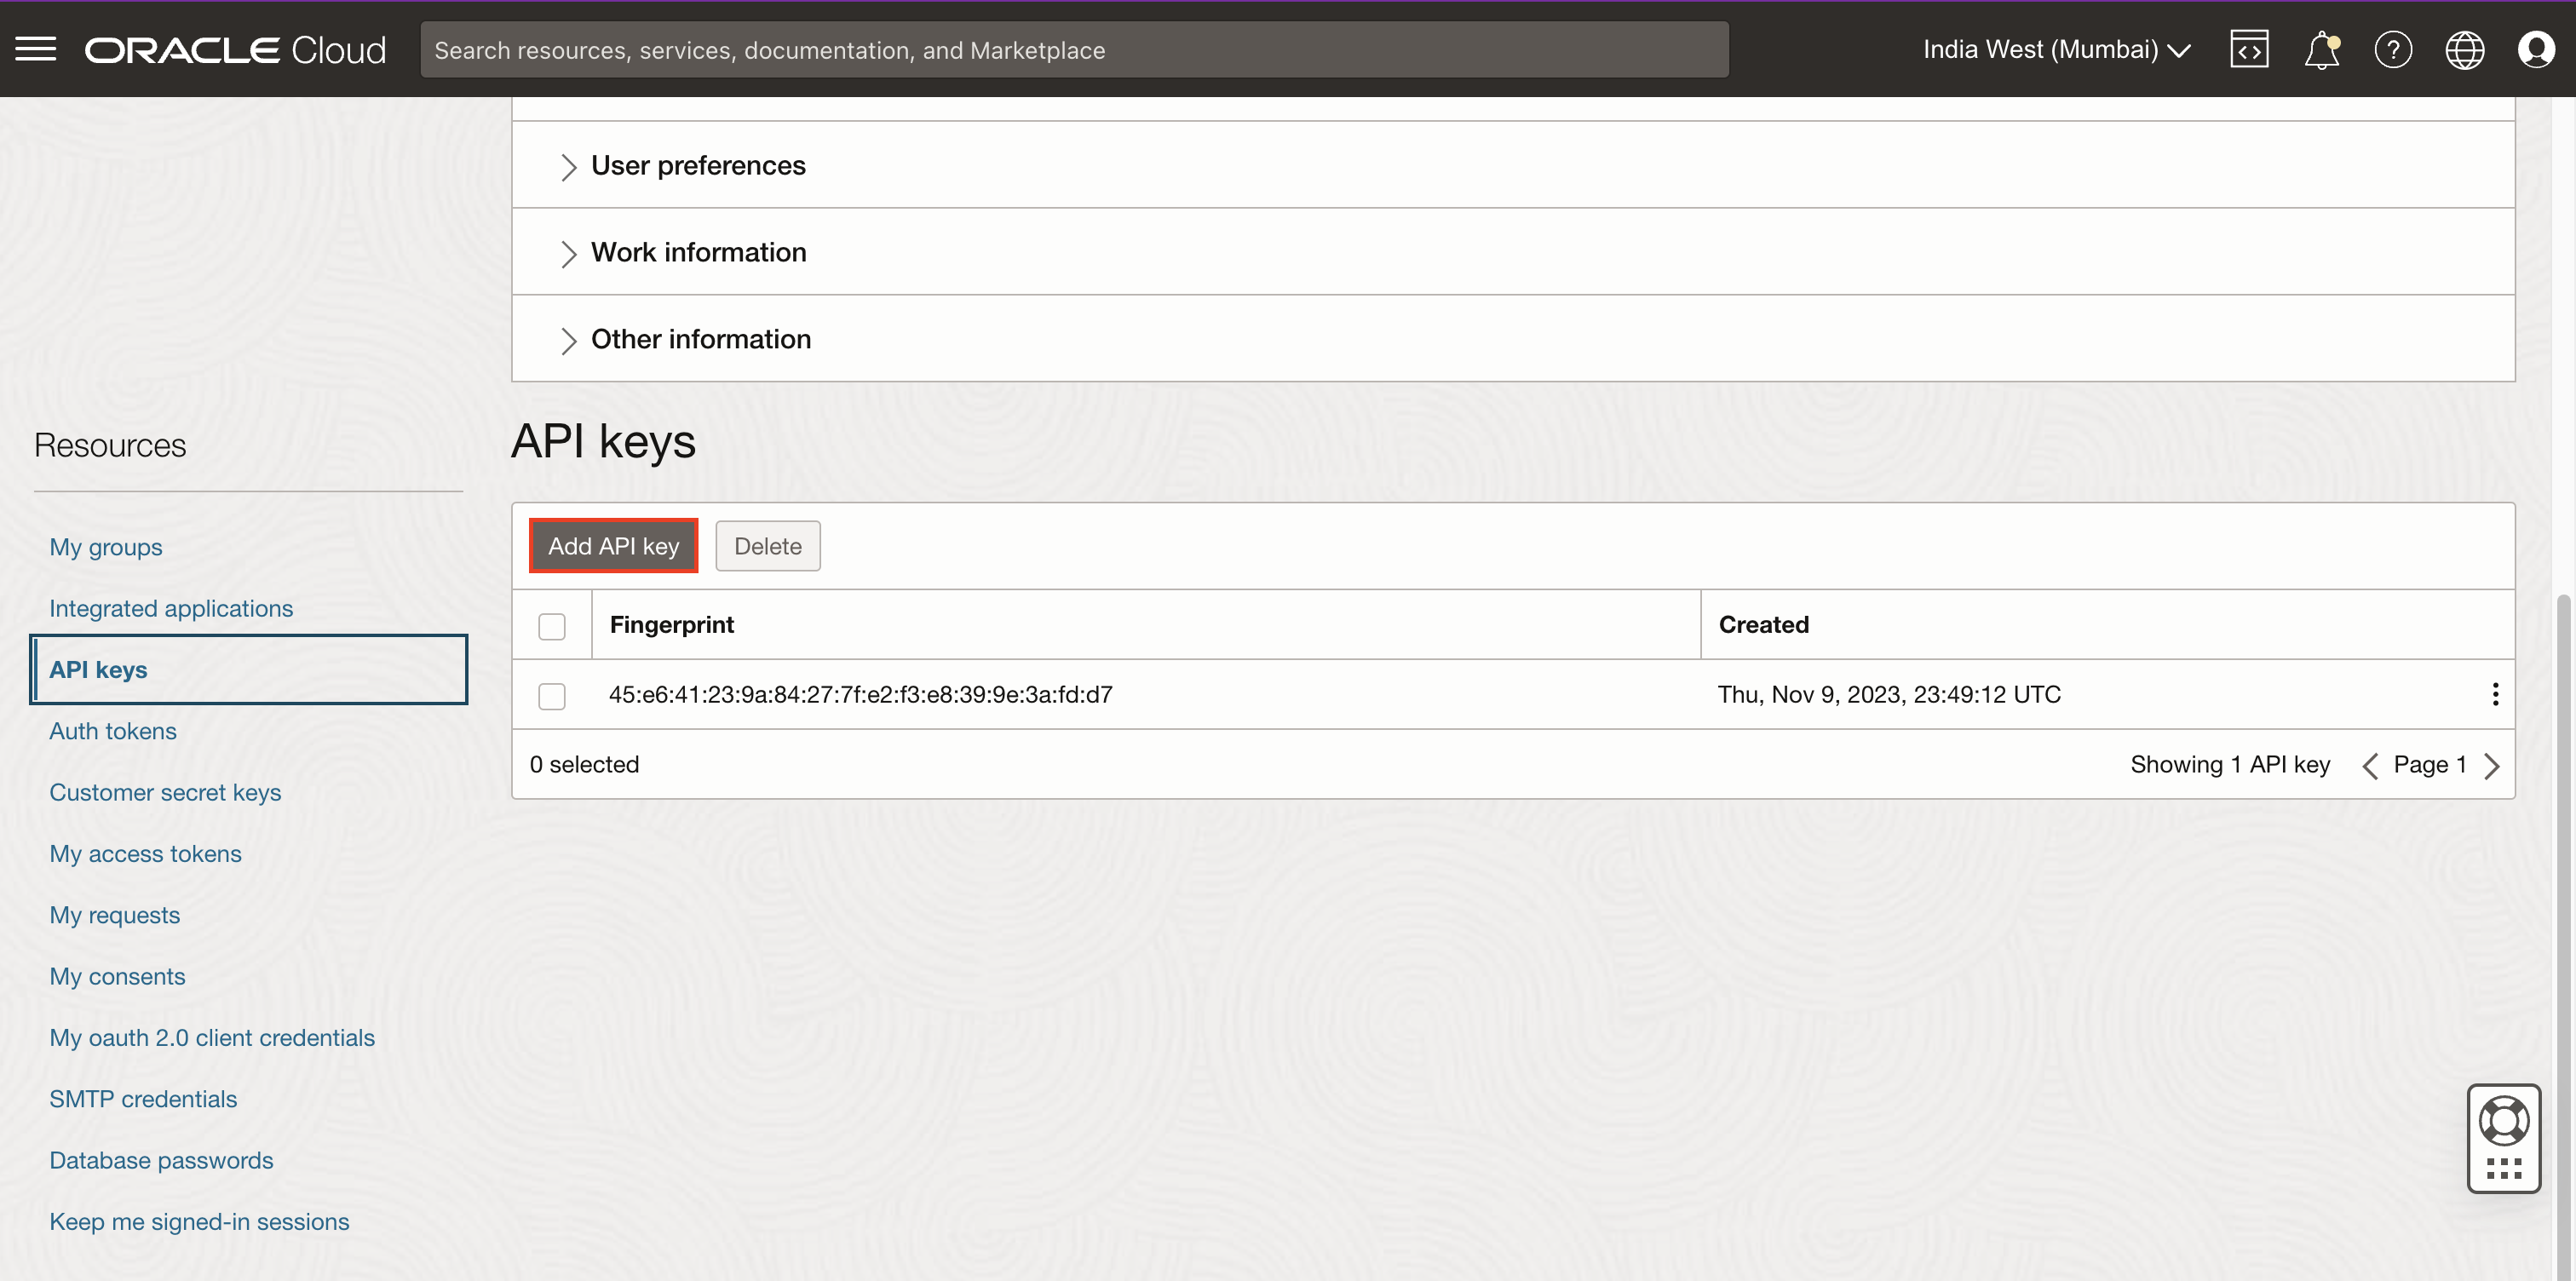 ORACLE Cloud
Search resources, services, documentation, and Marketplace
India West (Mumbai)
User preferences
Work information
Other information
Resources
My groups
Integrated applications
API keys
Auth tokens
Customer secret keys
My access tokens
My requests
My consents
My oauth 2.0 client credentials
SMTP credentials
Database passwords
Keep me signed-in sessions
API keys
Add API key Delete
Fingerprint Created
45:e6:41:23:9a:84:27:7f:e2:f3:e8:39:9e:3a:fd:d7 Thu, Nov 9, 2023, 23:49:12 UTC
0 selected Showing 1 API key Page 1